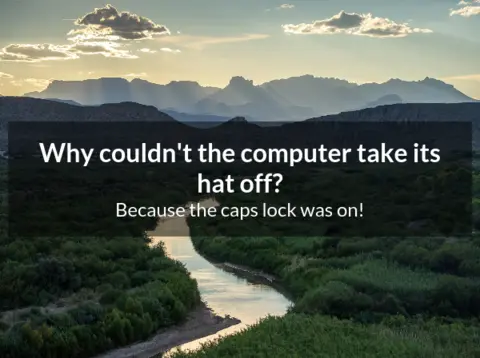 Why couldn't the computer take its
hat off?
Because the caps lock was on!